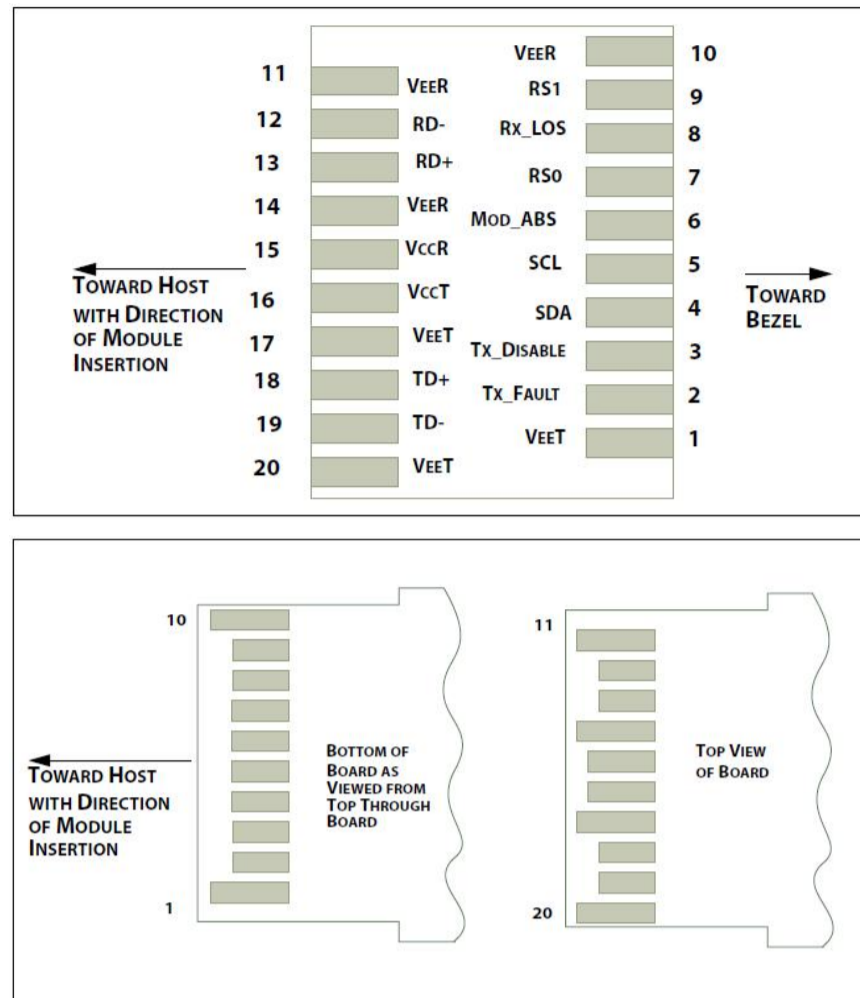 11
12
13
14
15
16
17
18
19
20
VEER
RD-
RD+
VEER
VCCR
VCCT
VEET
TD+
TD-
VEET
VEER
RS1
RX_LOS
RS0
MOD_ABS
SCL
SDA
TX_DISABLE
TX_FAULT
VEET
10
9
8
7
6
5
4
3
2
1
TOWARD HOST
WITH DIRECTION
OF MODULE
INSERTION
TOWARD
BEZEL
10
1
TOWARD HOST
WITH DIRECTION
OF MODULE
INSERTION
BOTTOM OF
BOARD AS
VIEWED FROM
TOP THROUGH
BOARD
11
20
TOP VIEW
OF BOARD